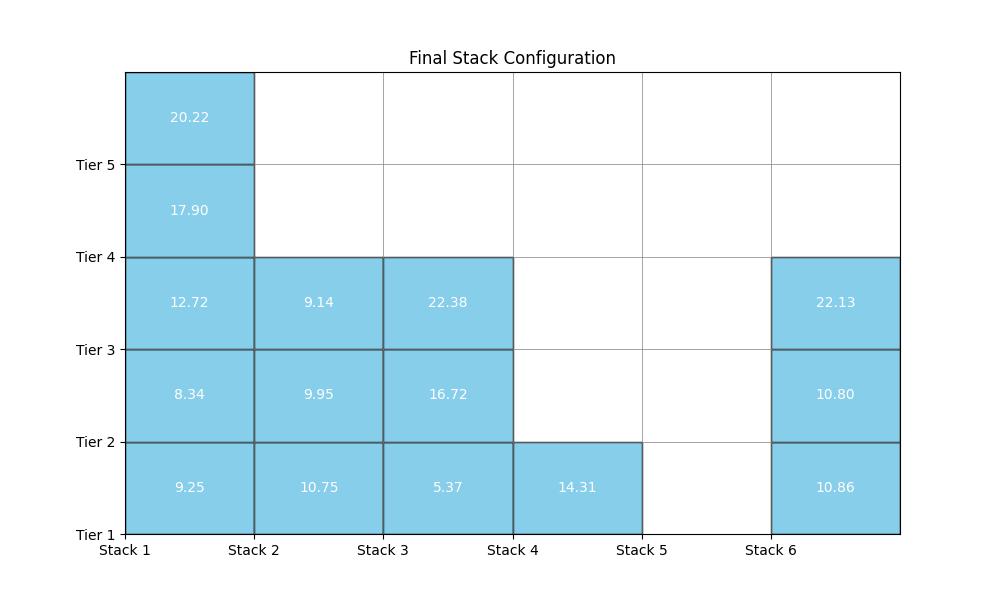 Final Stack Configuration
20.22
Tier 5
17.90
Tier 4
12.72 9.14 22.38 22.13
Tier 3
8.34 9.95 16.72 10.80
Tier 2
9.25 10.75 5.37 14.31 10.86
Tier 1
Stack 1 Stack 2 Stack 3 Stack 4 Stack 5 Stack 6